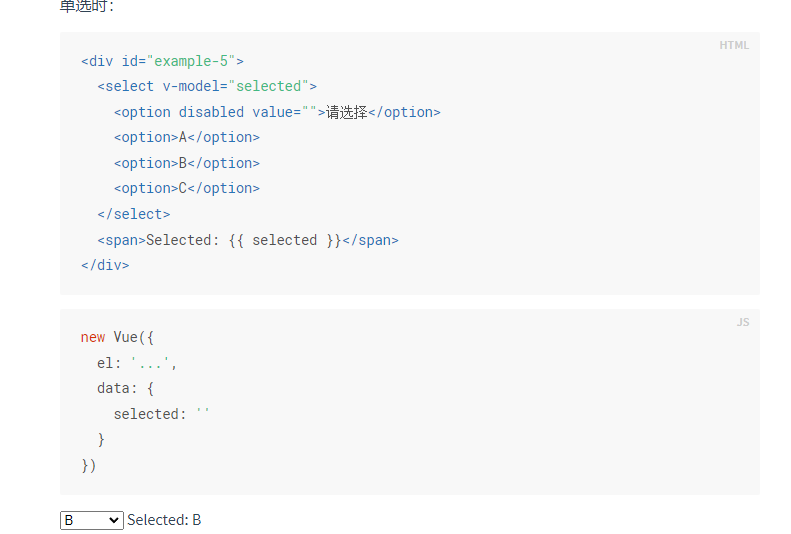 单选时：
HTML
<div id="example-5">
  <select v-model="selected">
    <option disabled value="">请选择</option>
    <option>A</option>
    <option>B</option>
    <option>C</option>
  </select>
  <span>Selected: {{ selected }}</span>
</div>
JS
new Vue({
  el: '...',
  data: {
    selected: ''
  }
})
B Selected: B